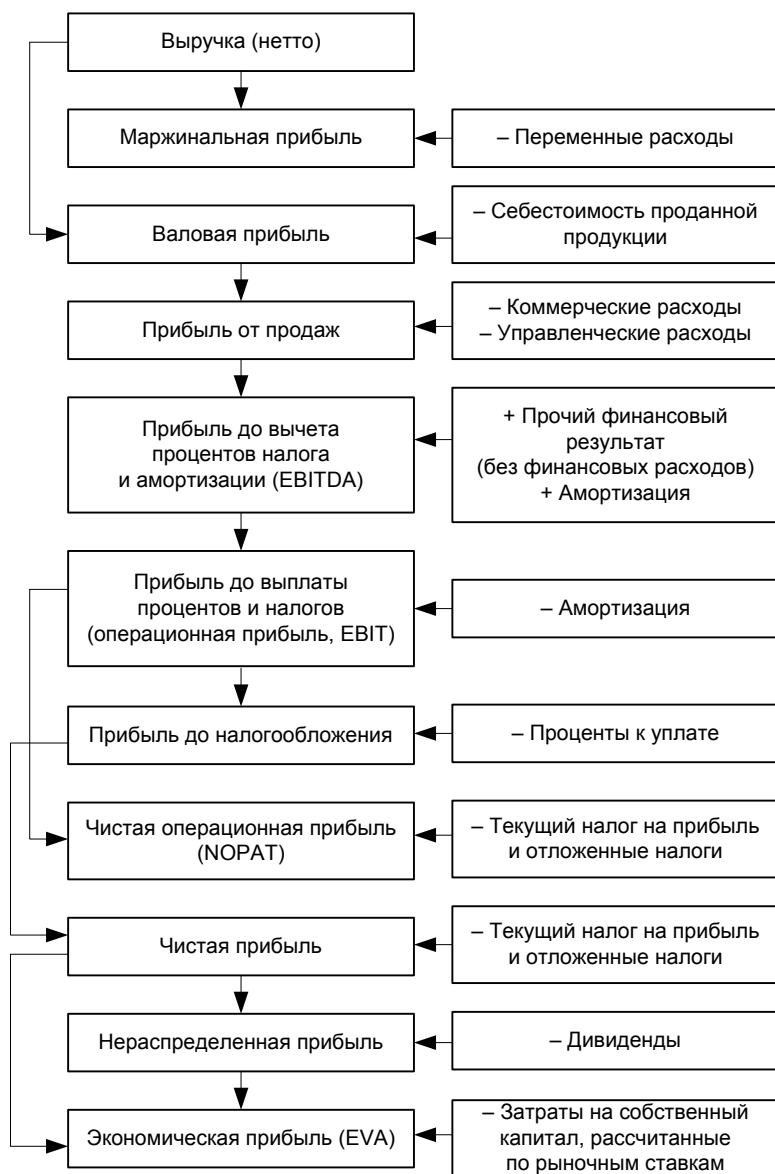 Выручка (нетто)
Маржинальная прибыль
– Переменные расходы
Валовая прибыль
– Себестоимость проданной
продукции
Прибыль от продаж
– Коммерческие расходы
– Управленческие расходы
Прибыль до вычета
процентов налога
и амортизации (EBITDA)
+ Прочий финансовый
результат
(без финансовых расходов)
+ Амортизация
Прибыль до выплаты
процентов и налогов
(операционная прибыль, EBIT)
– Амортизация
Прибыль до налогообложения
– Проценты к уплате
Чистая операционная прибыль
(NOPAT)
– Текущий налог на прибыль
и отложенные налоги
Чистая прибыль
– Текущий налог на прибыль
и отложенные налоги
Нераспределенная прибыль
– Дивиденды
Экономическая прибыль (EVA)
– Затраты на собственный
капитал, рассчитанные
по рыночным ставкам